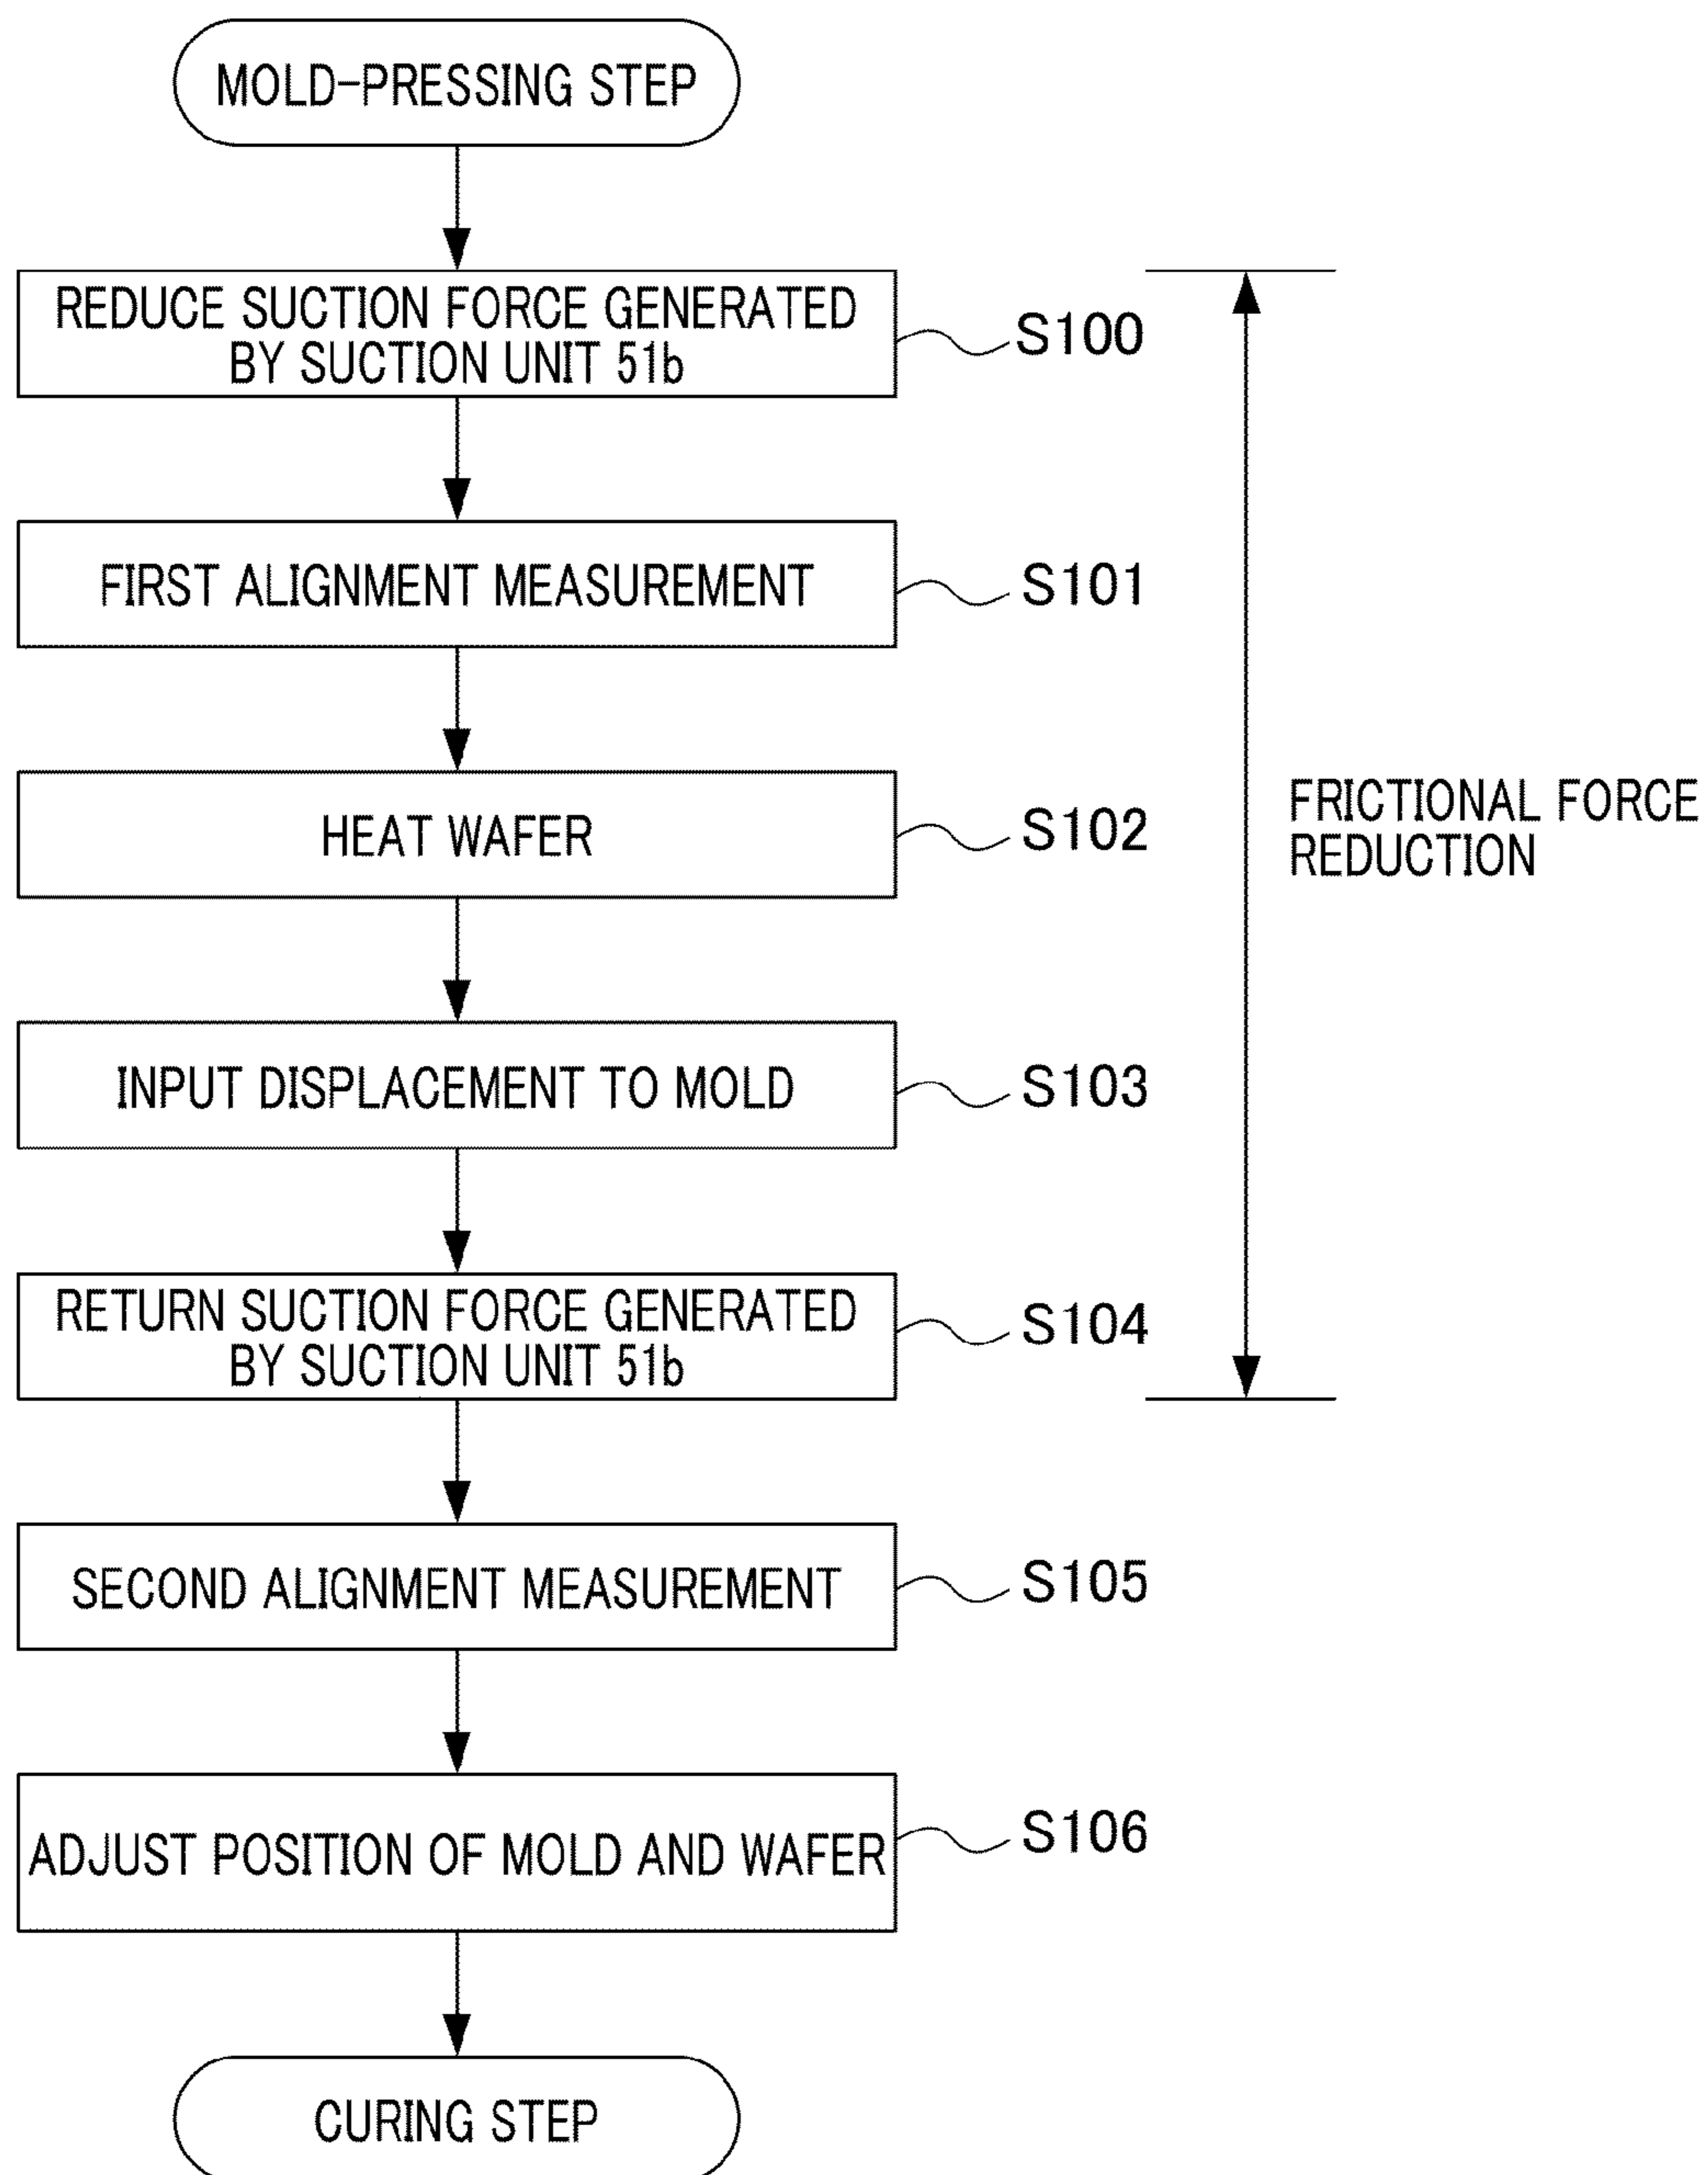 MOLD-PRESSING STEP
REDUCE SUCTION FORCE GENERATED
BY SUCTION UNIT 51b
S100
FIRST ALIGNMENT MEASUREMENT
S101
HEAT WAFER
S102
FRICTIONAL FORCE
REDUCTION
INPUT DISPLACEMENT TO MOLD
S103
RETURN SUCTION FORCE GENERATED
BY SUCTION UNIT 51b
S104
SECOND ALIGNMENT MEASUREMENT
S105
ADJUST POSITION OF MOLD AND WAFER
S106
CURING STEP